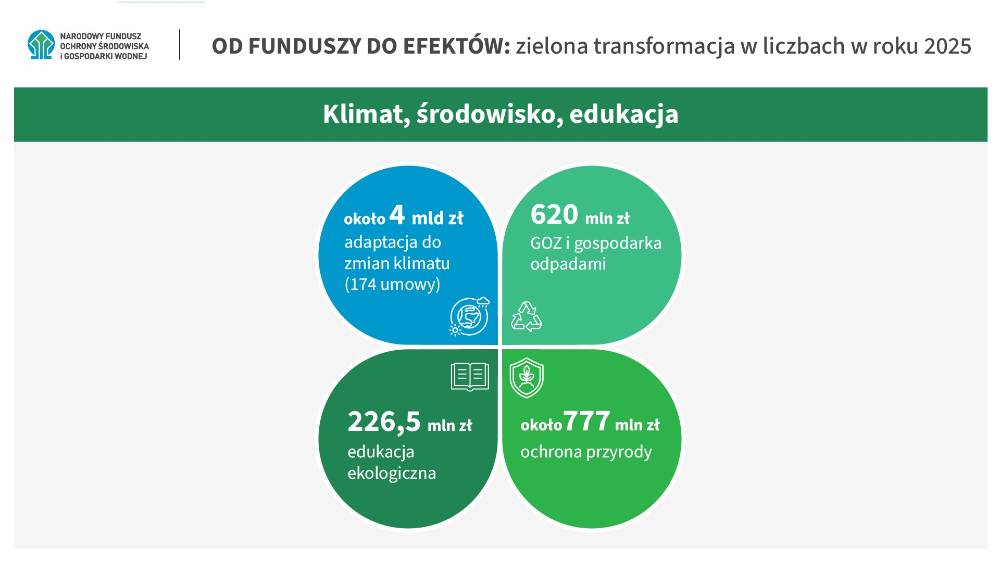 NARODOWY FUNDUSZ
OCHRONY ŚRODOWISKA
i GOSPODARKI WODNEJ
OD FUNDUSZY DO EFEKTÓW: zielona transformacja w liczbach w roku 2025
Klimat, środowisko, edukacja
około 4 mld zł
adaptacja do
zmian klimatu
(174 umowy)
620 mln zł
GOZ i gospodarka
odpadami
226,5 mln zł
edukacja
ekologiczna
około 777 mln zł
ochrona przyrody